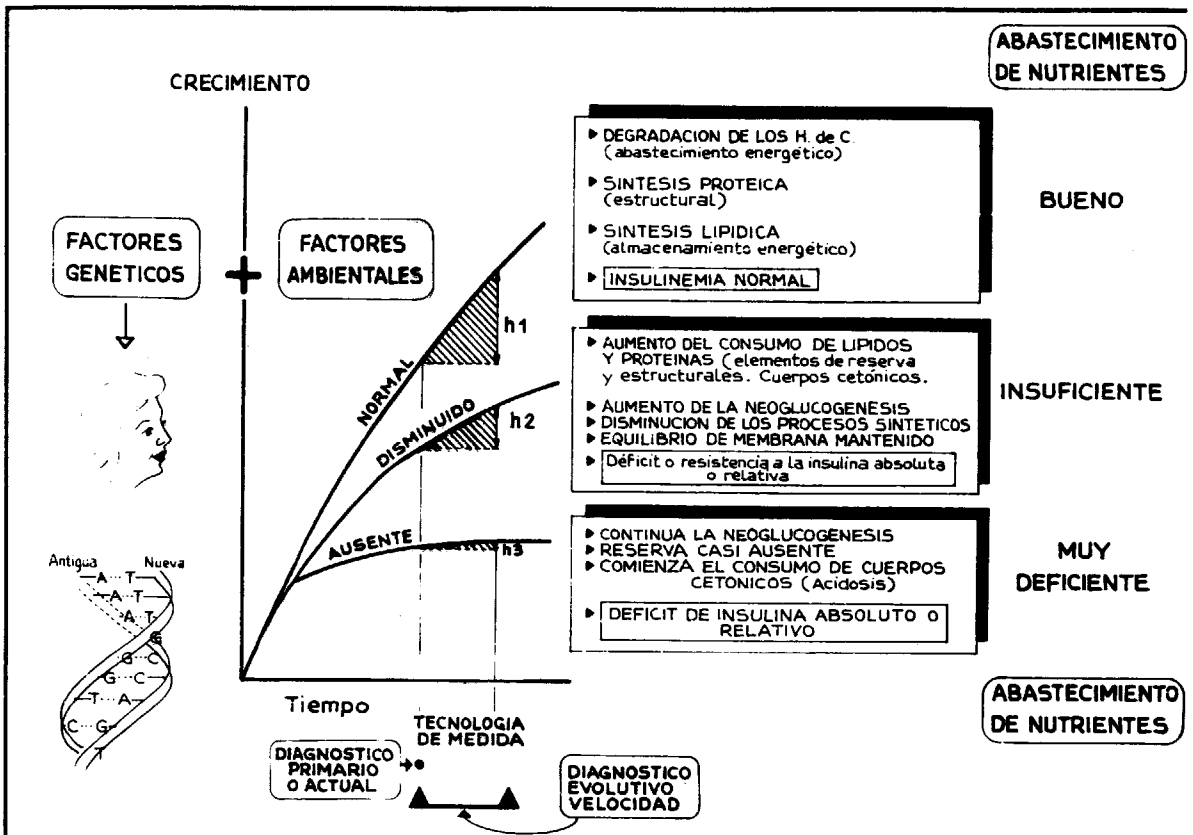 ABASTECIMIENTO
DE NUTRIENTES
CRECIMIENTO
FACTORES
GENETICOS
+
FACTORES
AMBIENTALES
▶ DEGRADACION DE LOS H. de C.
(abastecimiento energético)
▶ SINTESIS PROTEICA
(estructural)
▶ SINTESIS LIPIDICA
(almacenamiento energético)
▶ INSULINEMIA NORMAL
BUENO
▶ AUMENTO DEL CONSUMO DE LIPIDOS
Y PROTEINAS (elementos de reserva
y estructurales. Cuerpos cetónicos.
▶ AUMENTO DE LA NEOGLUCOGENESIS
▶ DISMINUCION DE LOS PROCESOS SINTETICOS
▶ EQUILIBRIO DE MEMBRANA MANTENIDO
▶ Déficit o resistencia a la insulina absoluta
o relativa
INSUFICIENTE
▶ CONTINUA LA NEOGLUCOGENESIS
▶ RESERVA CASI AUSENTE
▶ COMIENZA EL CONSUMO DE CUERPOS
CETONICOS (Acidosis)
▶ DEFICIT DE INSULINA ABSOLUTO O
RELATIVO
MUY
DEFICIENTE
NORMAL
h1
DISMINUIDO
h2
AUSENTE
h3
Antigua Nueva
A···T
A···T
A···T
G
G···C
G···C
T···A
C···G
T
Tiempo
TECNOLOGIA
DE MEDIDA
DIAGNOSTICO
PRIMARIO
O ACTUAL
DIAGNOSTICO
EVOLUTIVO
VELOCIDAD
ABASTECIMIENTO
DE NUTRIENTES